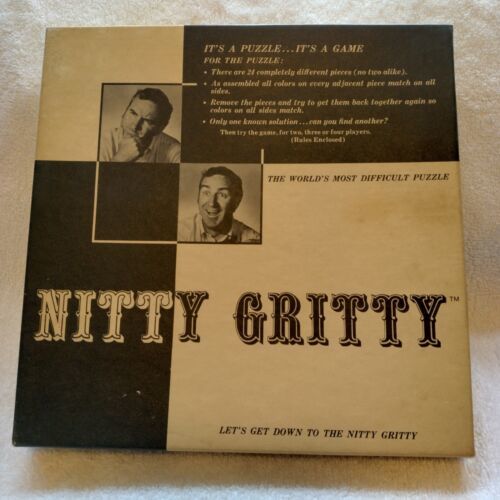 IT'S A PUZZLE...IT'S A GAME
FOR THE PUZZLE:
• There are 24 completely different pieces (no two alike).
• As assembled all colors on every adjacent piece match on all
sides.
• Remove the pieces and try to get them back together again so
colors on all sides match.
• Only one known solution...can you find another?
Then try the game, for two, three or four players.
(Rules Enclosed)
THE WORLD'S MOST DIFFICULT PUZZLE
NITTY GRITTY™
LET'S GET DOWN TO THE NITTY GRITTY